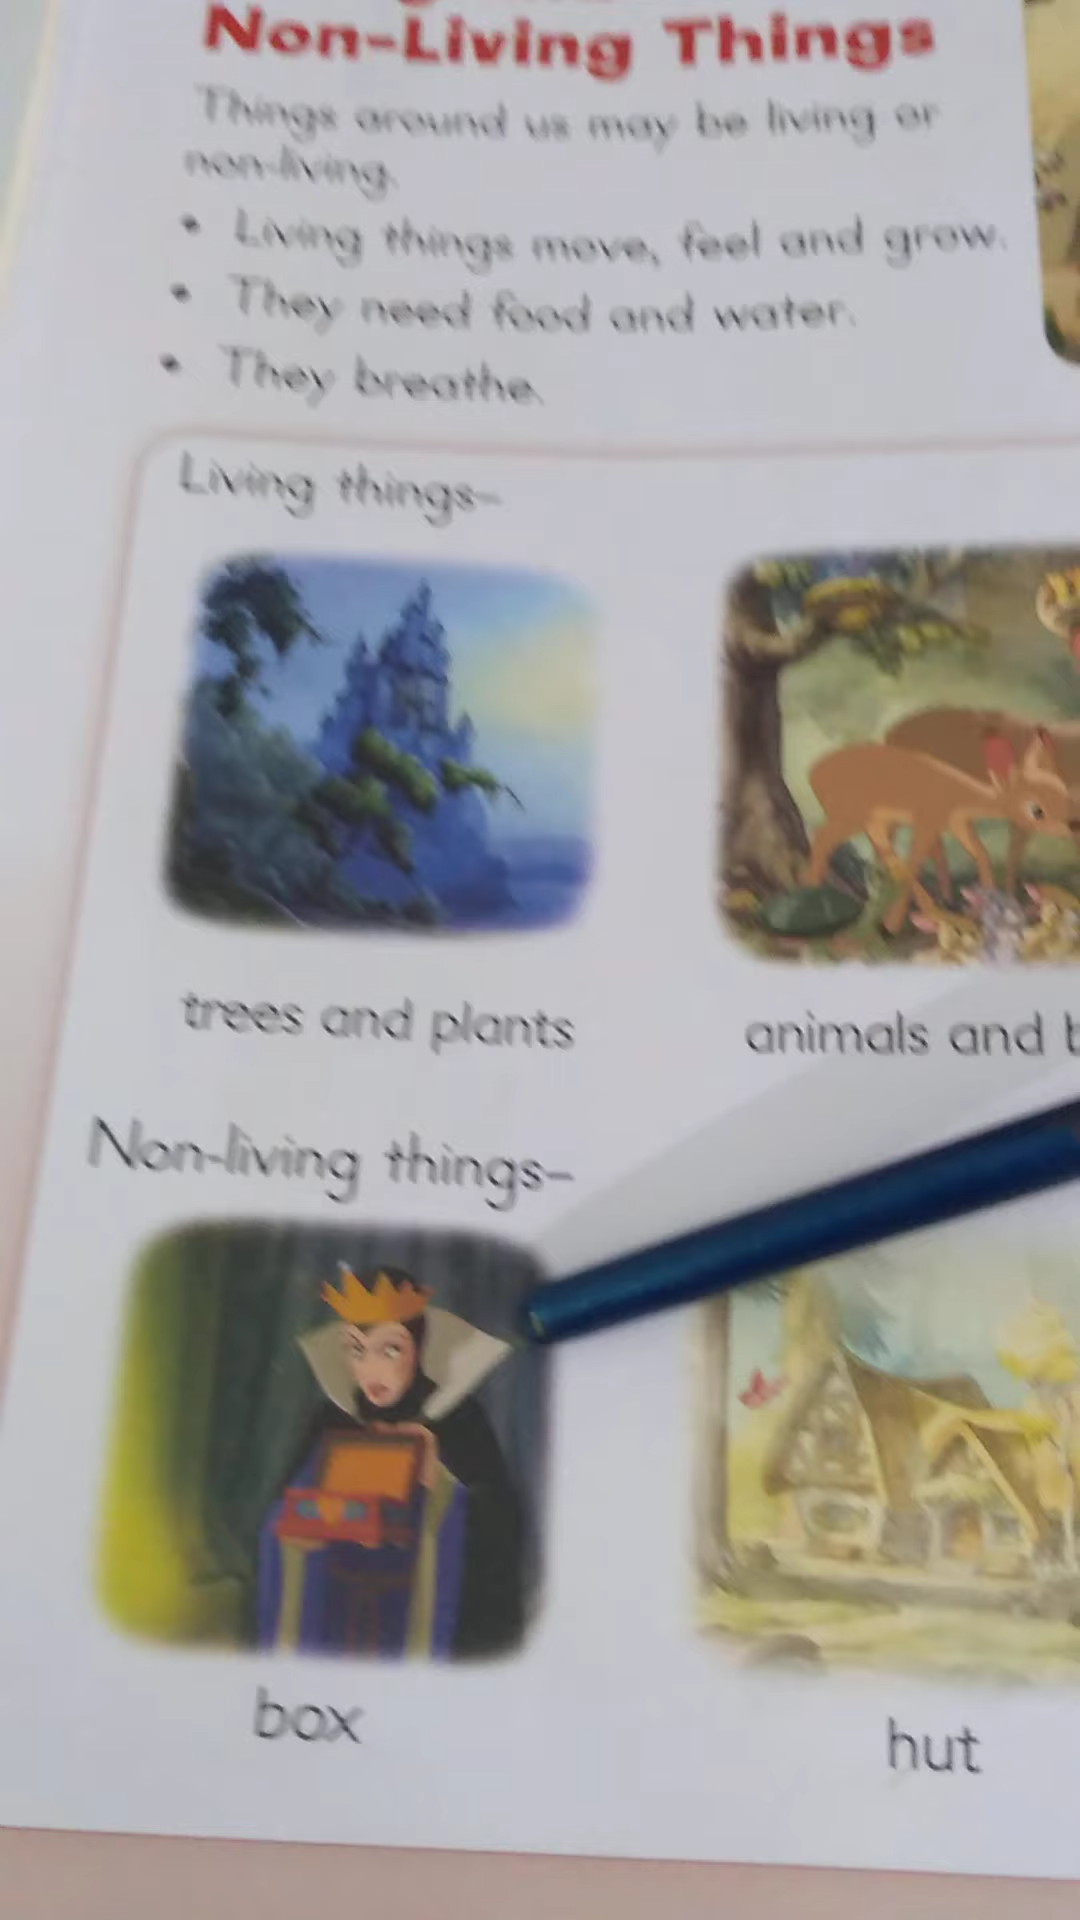 Non-Living Things
Things around us may be living or
non-living.
• Living things move, feel and grow.
• They need food and water.
• They breathe.
Living things–
trees and plants
animals and
Non-living things–
box
hut